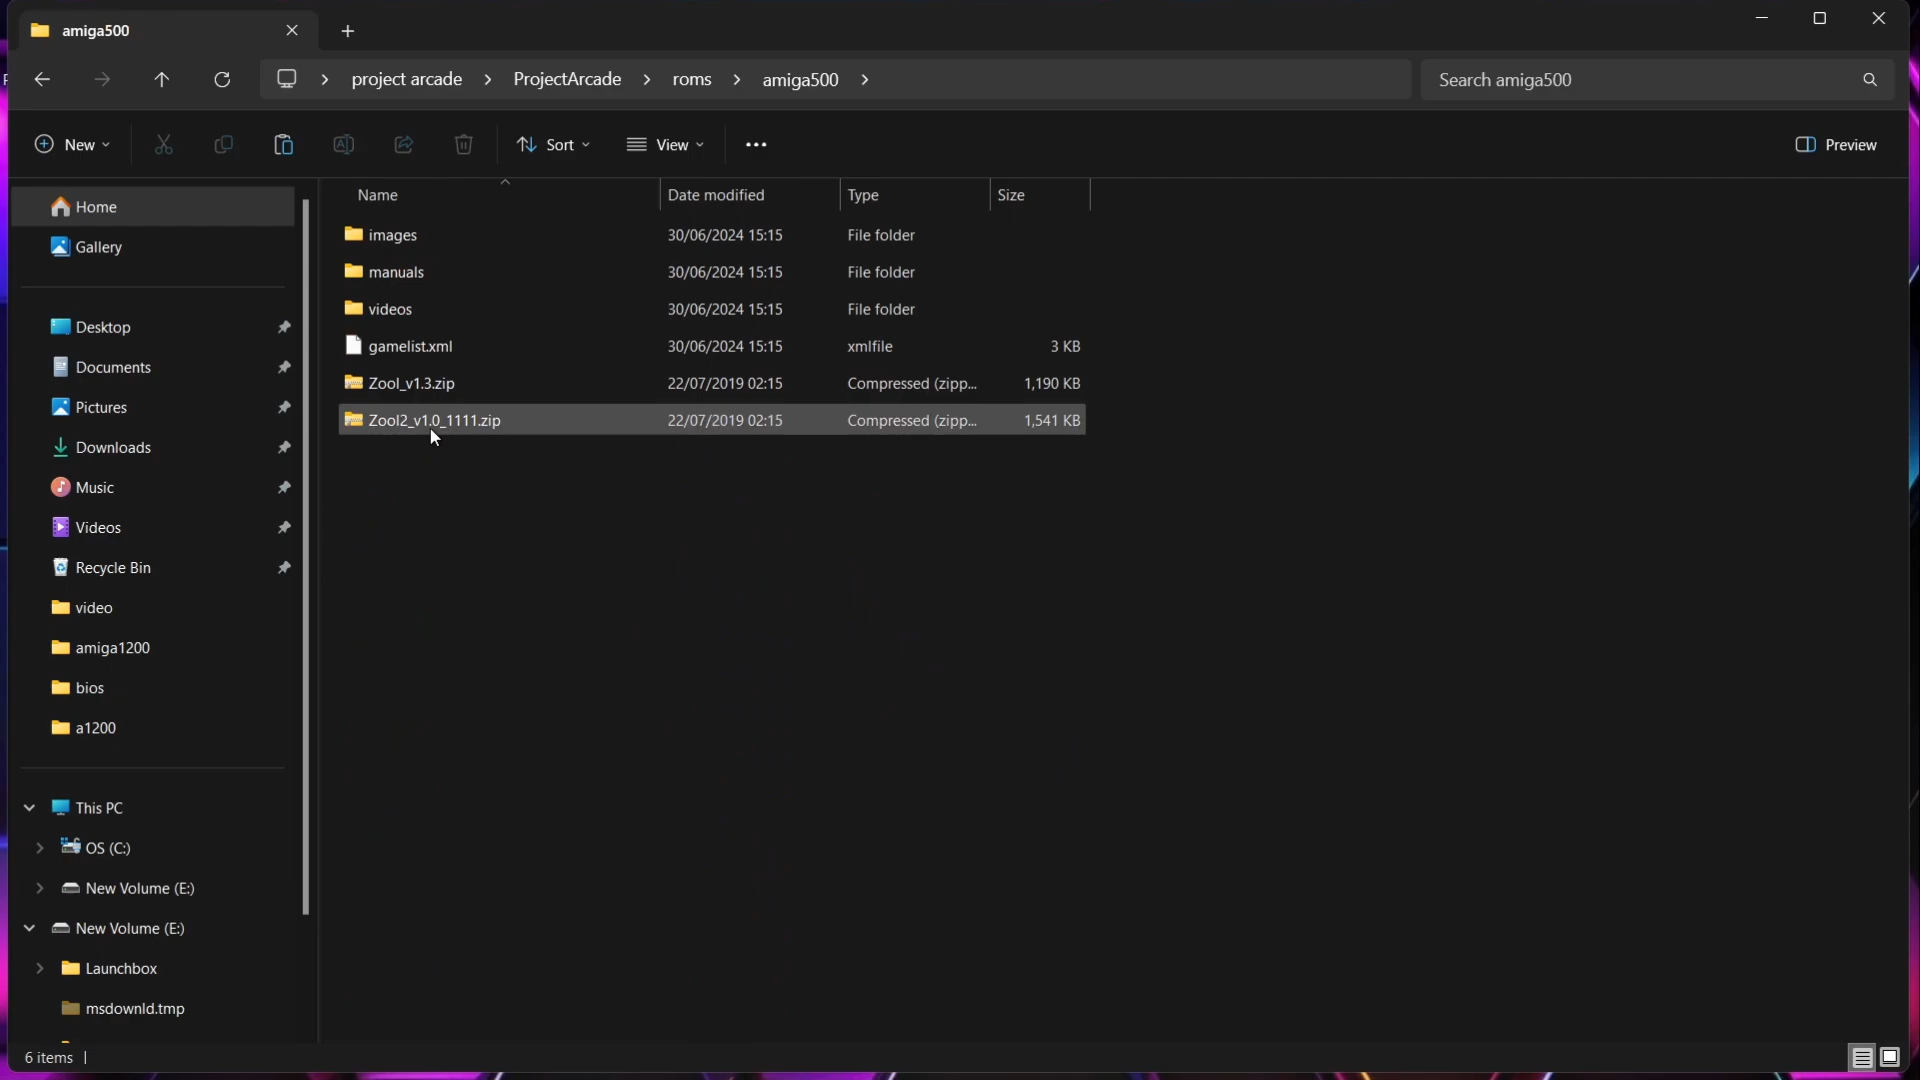 amiga500
project arcade > ProjectArcade > roms > amiga500 >
Search amiga500
New
Sort
View
Preview
Name Date modified Type Size
images 30/06/2024 15:15 File folder
manuals 30/06/2024 15:15 File folder
videos 30/06/2024 15:15 File folder
gamelist.xml 30/06/2024 15:15 xmlfile 3 KB
Zool_v1.3.zip 22/07/2019 02:15 Compressed (zipp... 1,190 KB
Zool2_v1.0_1111.zip 22/07/2019 02:15 Compressed (zipp... 1,541 KB
Home
Gallery
Desktop
Documents
Pictures
Downloads
Music
Videos
Recycle Bin
video
amiga1200
bios
a1200
This PC
OS (C:)
New Volume (E:)
New Volume (E:)
Launchbox
msdownld.tmp
6 items